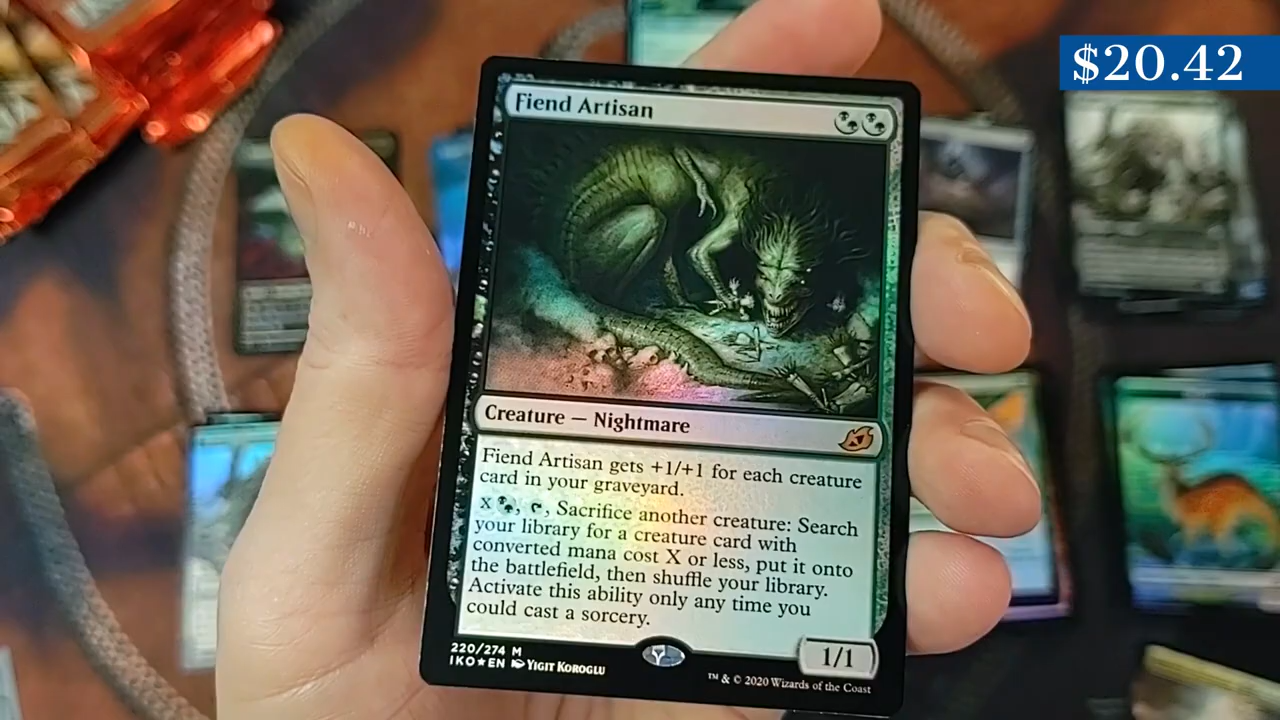 $20.42
Fiend Artisan
Creature — Nightmare
Fiend Artisan gets +1/+1 for each creature
card in your graveyard.
X , , Sacrifice another creature: Search
your library for a creature card with
converted mana cost X or less, put it onto
the battlefield, then shuffle your library.
Activate this ability only any time you
could cast a sorcery.
220/274 M
IKO★EN Yigit Koroglu
1/1
™ & © 2020 Wizards of the Coast